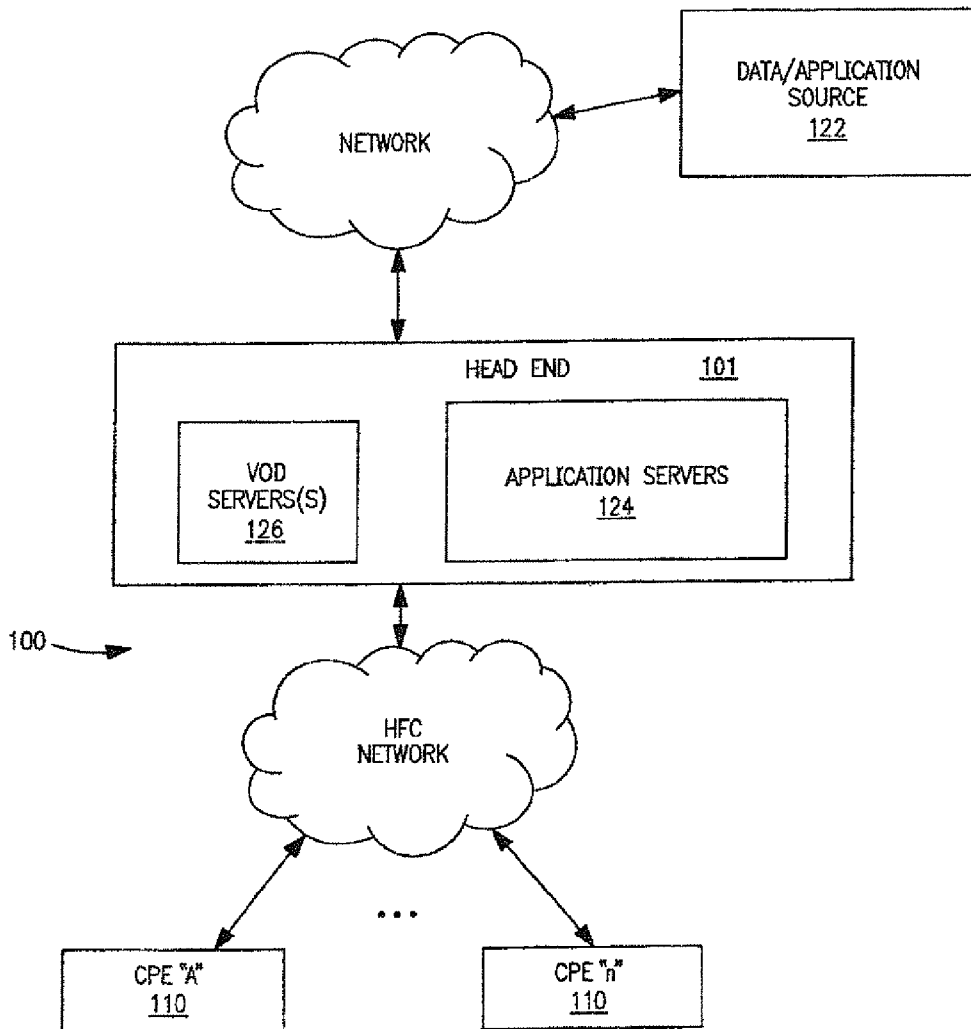 DATA/APPLICATION
SOURCE
122
NETWORK
HEAD END 101
VOD
SERVERS(S)
126
APPLICATION SERVERS
124
100
HFC
NETWORK
...
CPE "A"
110
CPE "n"
110